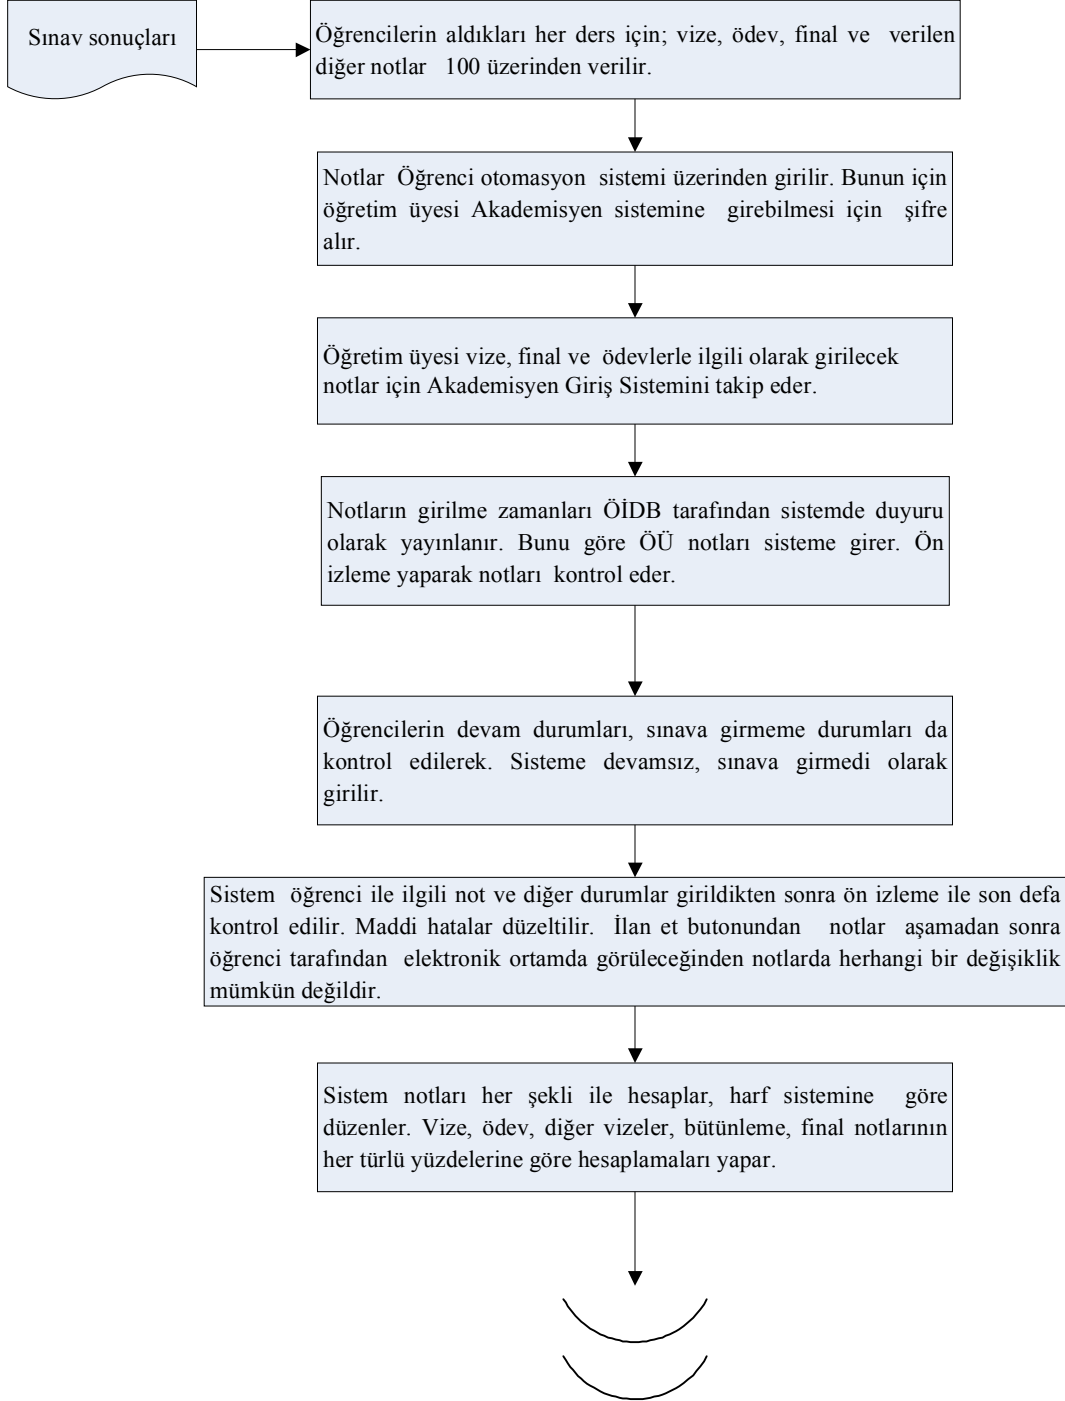 Sınav sonuçları
Öğrencilerin aldıkları her ders için; vize, ödev, final ve verilen
diğer notlar 100 üzerinden verilir.
Notlar Öğrenci otomasyon sistemi üzerinden girilir. Bunun için
öğretim üyesi Akademisyen sistemine girebilmesi için şifre
alır.
Öğretim üyesi vize, final ve ödevlerle ilgili olarak girilecek
notlar için Akademisyen Giriş Sistemini takip eder.
Notların girilme zamanları ÖİDB tarafından sistemde duyuru
olarak yayınlanır. Bunu göre ÖÜ notları sisteme girer. Ön
izleme yaparak notları kontrol eder.
Öğrencilerin devam durumları, sınava girmeme durumları da
kontrol edilerek. Sisteme devamsız, sınava girmedi olarak
girilir.
Sistem öğrenci ile ilgili not ve diğer durumlar girildikten sonra ön izleme ile son defa
kontrol edilir. Maddi hatalar düzeltilir. İlan et butonundan notlar aşamadan sonra
öğrenci tarafından elektronik ortamda görüleceğinden notlarda herhangi bir değişiklik
mümkün değildir.
Sistem notları her şekli ile hesaplar, harf sistemine göre
düzenler. Vize, ödev, diğer vizeler, bütünleme, final notlarının
her türlü yüzdelerine göre hesaplamaları yapar.